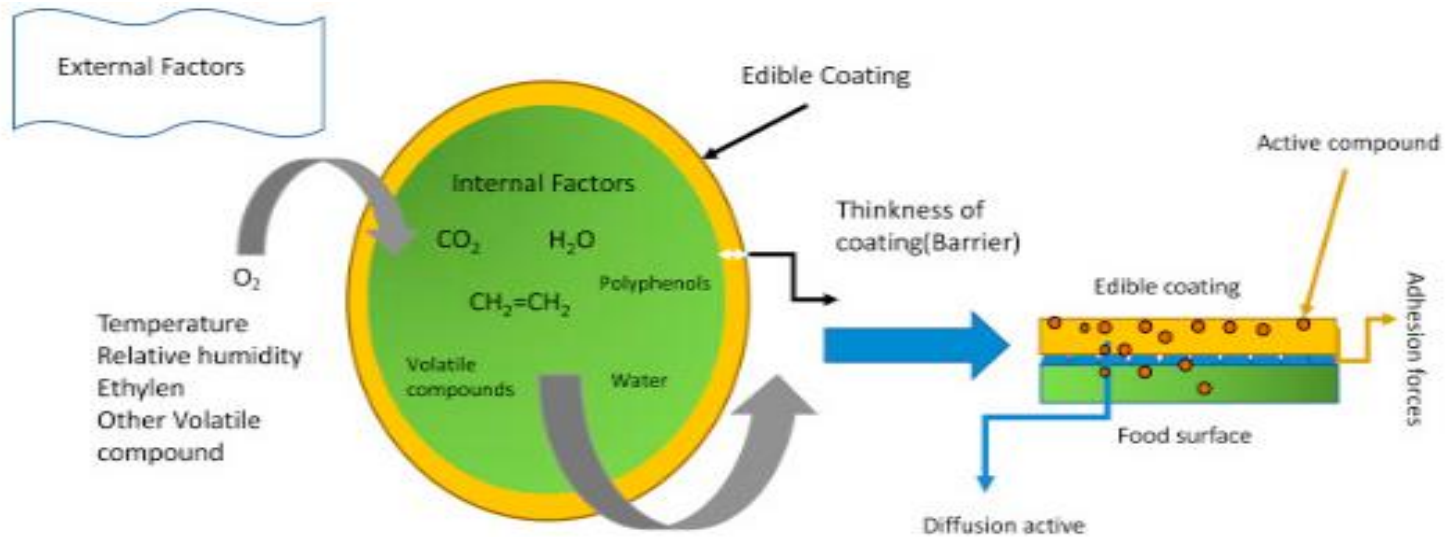 External Factors
Edible Coating
Active compound
Internal Factors
CO₂ H₂O
Thinkness of
coating(Barrier)
O₂
Polyphenols
CH₂=CH₂
Edible coating
Adhesion forces
Temperature
Relative humidity
Ethylen
Other Volatile
compound
Volatile
compounds
Water
Food surface
Diffusion active